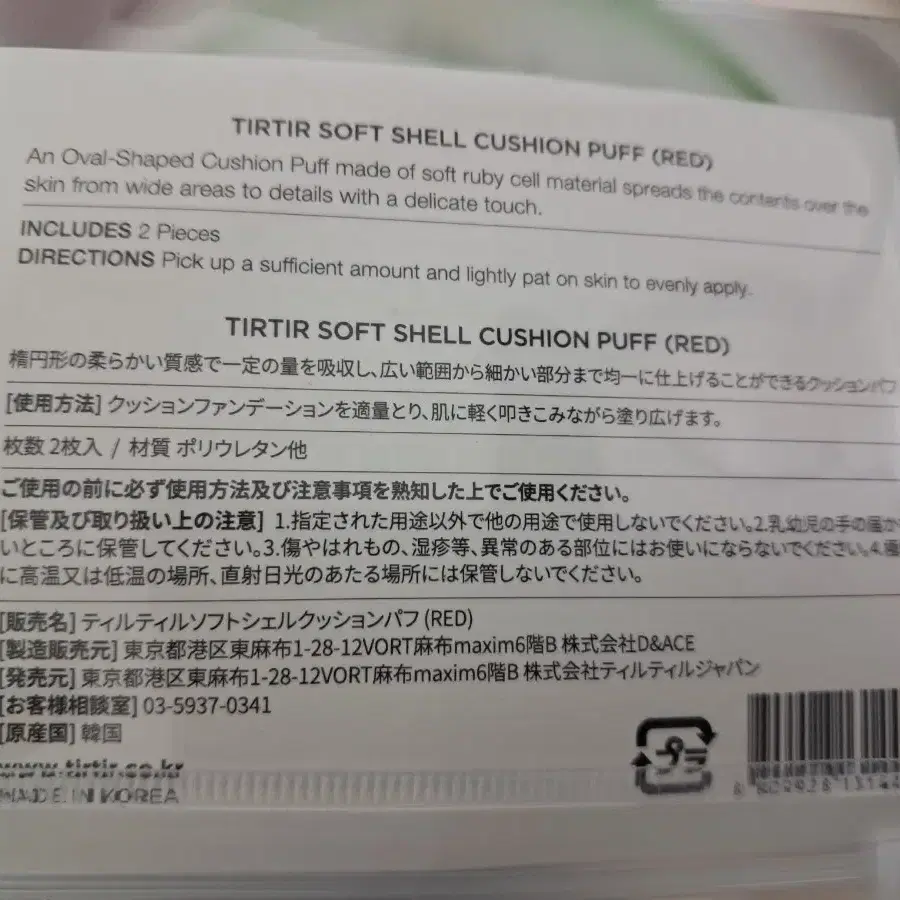 TIRTIR SOFT SHELL CUSHION PUFF (RED)
An Oval-Shaped Cushion Puff made of soft ruby cell material spreads the contents over the
skin from wide areas to details with a delicate touch.
INCLUDES 2 Pieces
DIRECTIONS Pick up a sufficient amount and lightly pat on skin to evenly apply.
TIRTIR SOFT SHELL CUSHION PUFF (RED)
楕円形の柔らかい質感で一定の量を吸収し、広い範囲から細かい部分まで均一に仕上げることができるクッションパフ
[使用方法] クッションファンデーションを適量とり、肌に軽く叩きこみながら塗り広げます。
枚数 2枚入 / 材質 ポリウレタン他
ご使用の前に必ず使用方法及び注意事項を熟知した上でご使用ください。
[保管及び取り扱い上の注意] 1.指定された用途以外で他の用途で使用しないでください。2.乳幼児の手の届か
いところに保管してください。3.傷やはれもの、湿疹等、異常のある部位にはお使いにならないでください。4.極
に高温又は低温の場所、直射日光のあたる場所には保管しないでください。
[販売名] ティルティルソフトシェルクッションパフ (RED)
[製造販売元] 東京都港区東麻布1-28-12VORT麻布maxim6階B 株式会社D&ACE
[発売元] 東京都港区東麻布1-28-12VORT麻布maxim6階B 株式会社ティルティルジャパン
[お客様相談室] 03-5937-0341
[原産国] 韓国
www.tirtir.co.kr
MADE IN KOREA
プラ